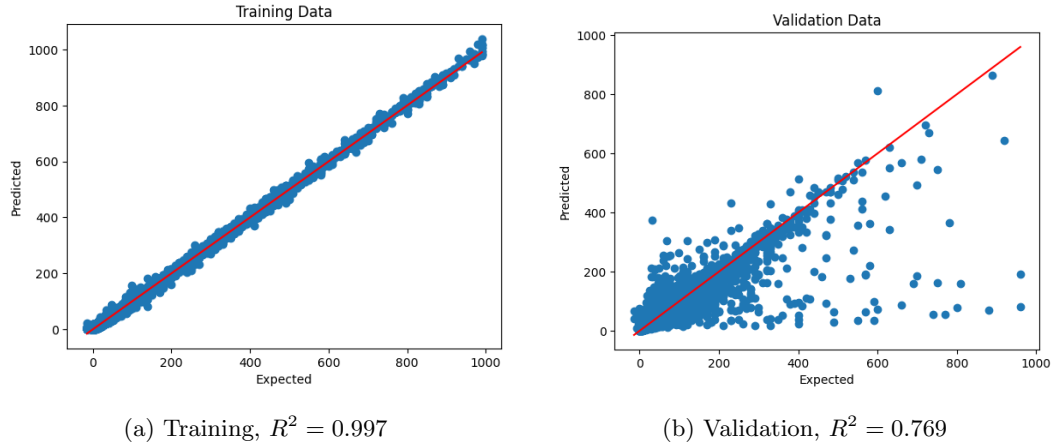 Training Data
1000
800
600
400
200
0
Predicted
0 200 400 600 800 1000
Expected
(a) Training, R² = 0.997
Validation Data
1000
800
600
400
200
0
Predicted
0 200 400 600 800 1000
Expected
(b) Validation, R² = 0.769